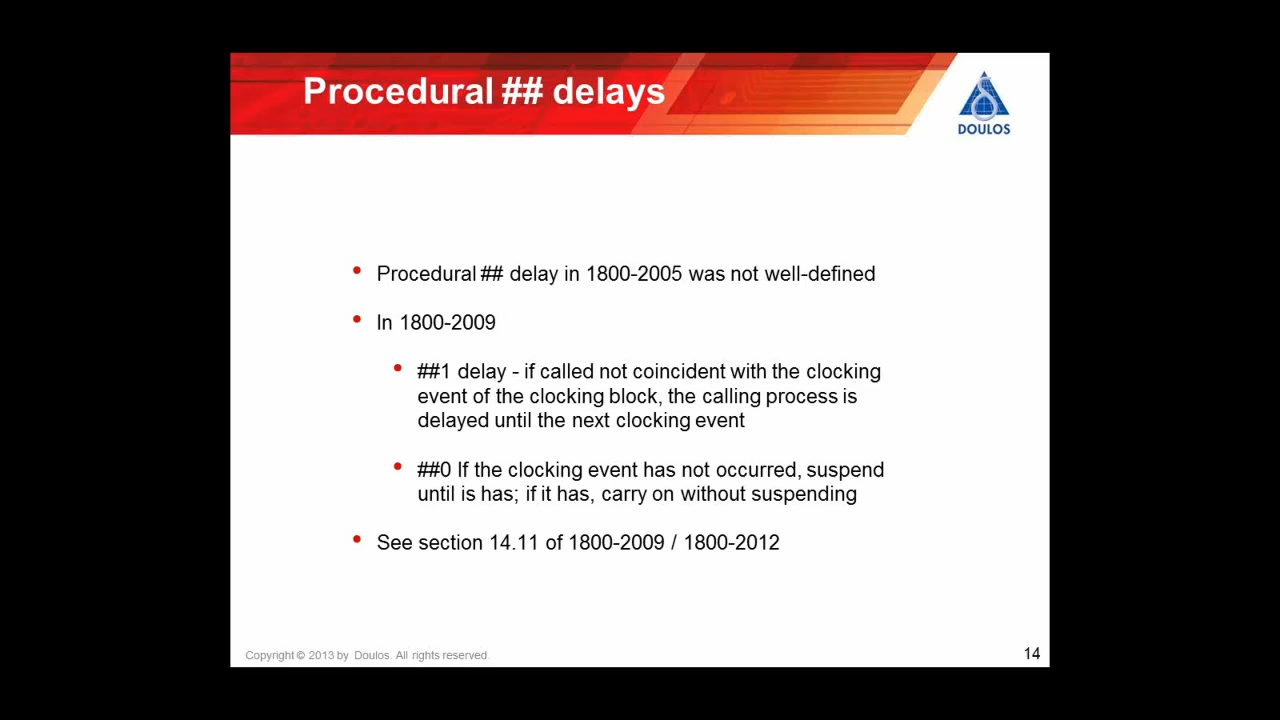 Procedural ## delays
DOULOS
• Procedural ## delay in 1800-2005 was not well-defined
• In 1800-2009
• ##1 delay - if called not coincident with the clocking
event of the clocking block, the calling process is
delayed until the next clocking event
• ##0 If the clocking event has not occurred, suspend
until is has; if it has, carry on without suspending
• See section 14.11 of 1800-2009 / 1800-2012
Copyright © 2013 by Doulos. All rights reserved.
14